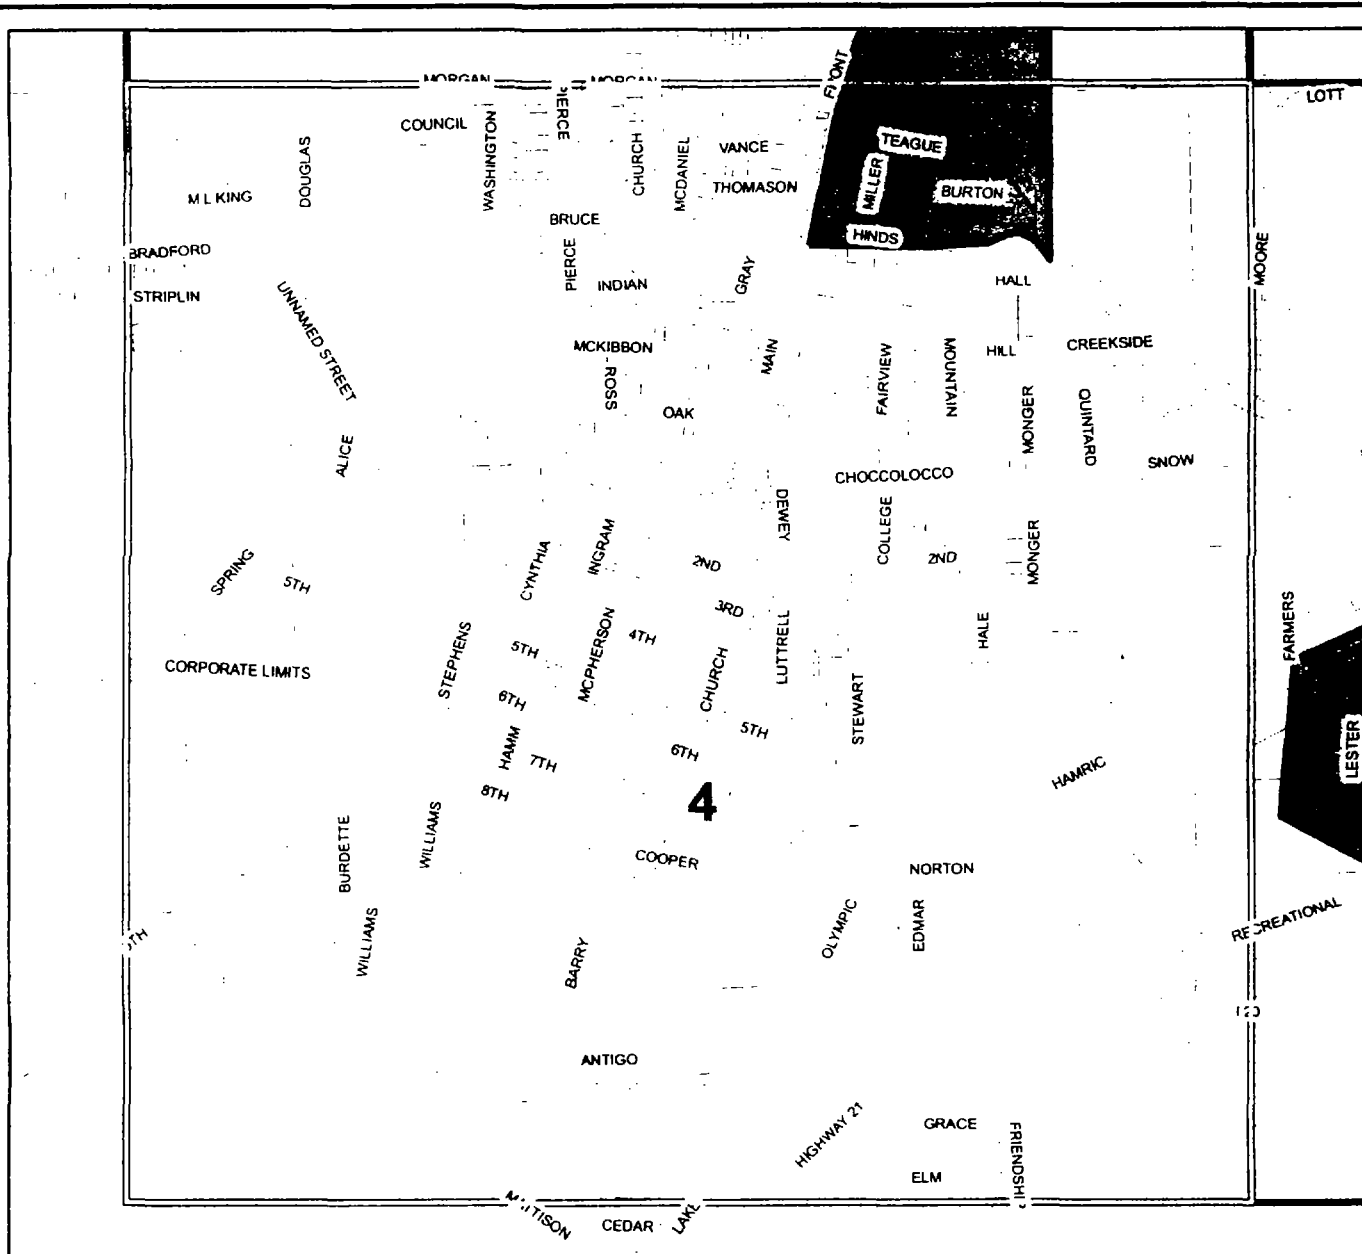 MORGAN
MORGAN
FRONT
LOTT
COUNCIL
WASHINGTON
PIERCE
DOUGLAS
CHURCH
MCDANIEL
VANCE
TEAGUE
MILLER
M L KING
THOMASON
BURTON
BRUCE
HINDS
BRADFORD
PIERCE
MOORE
STRIPLIN
INDIAN
GRAY
HALL
UNNAMED STREET
MCKIBBON
MAIN
HILL
CREEKSIDE
ROSS
FAIRVIEW
MOUNTAIN
OAK
MONGER
QUINTARD
ALICE
SNOW
CHOCCOLOCCO
DEWEY
COLLEGE
INGRAM
CYNTHIA
2ND
2ND
MONGER
SPRING
5TH
3RD
FARMERS
4TH
HALE
LUTTRELL
STEPHENS
5TH
MCPHERSON
CHURCH
CORPORATE LIMITS
6TH
STEWART
5TH
HAMM
6TH
LESTER
7TH
HAMRIC
8TH
4
WILLIAMS
BURDETTE
COOPER
NORTON
OLYMPIC
EDMAR
RECREATIONAL
WILLIAMS
BARRY
ANTIGO
HIGHWAY 21
GRACE
FRIENDSHIP
ELM
CEDAR
LAKE